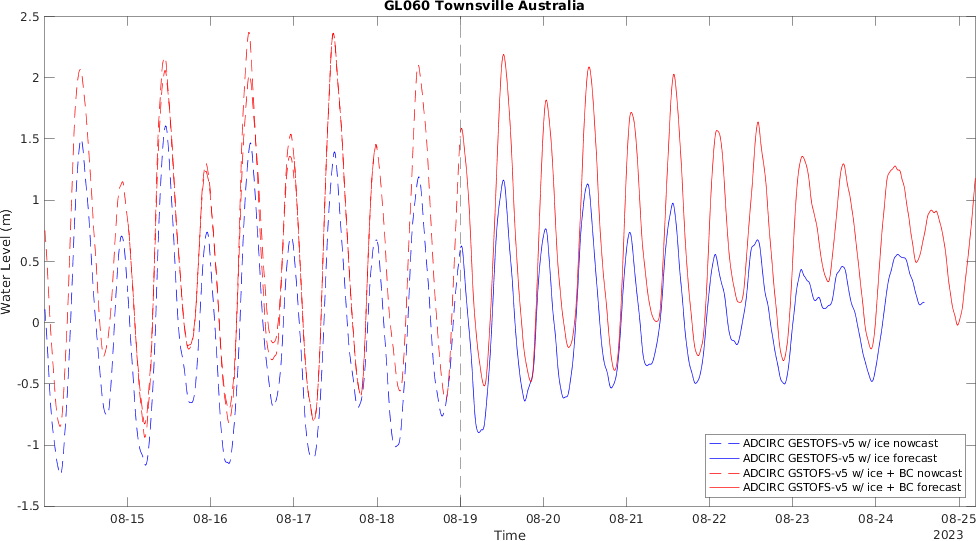 GL060 Townsville Australia
2.5
2
1.5
1
0.5
0
-0.5
-1
-1.5
Water Level (m)
08-15 08-16 08-17 08-18 08-19 08-20 08-21 08-22 08-23 08-24 08-25
Time
2023
ADCIRC GESTOFS-v5 w/ ice nowcast
ADCIRC GESTOFS-v5 w/ ice forecast
ADCIRC GSTOFS-v5 w/ ice + BC nowcast
ADCIRC GSTOFS-v5 w/ ice + BC forecast